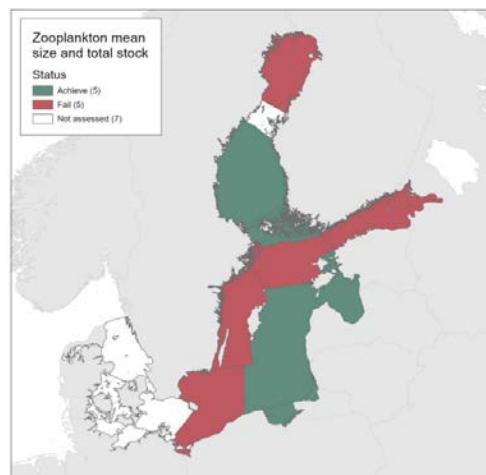 Zooplankton mean
size and total stock
Status
Achieve (5)
Fail (5)
Not assessed (7)